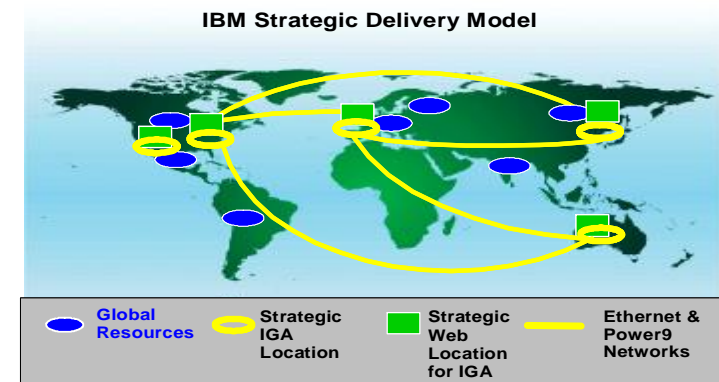 IBM Strategic Delivery Model
Global
Resources
Strategic
IGA
Location
Strategic
Web
Location
for IGA
Ethernet &
Power9
Networks